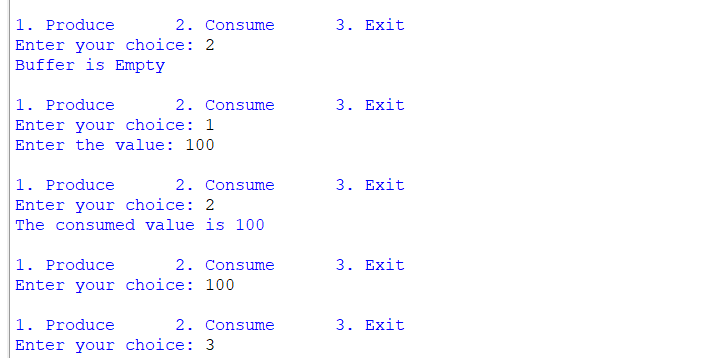 1. Produce      2. Consume      3. Exit
Enter your choice: 2
Buffer is Empty

1. Produce      2. Consume      3. Exit
Enter your choice: 1
Enter the value: 100

1. Produce      2. Consume      3. Exit
Enter your choice: 2
The consumed value is 100

1. Produce      2. Consume      3. Exit
Enter your choice: 100

1. Produce      2. Consume      3. Exit
Enter your choice: 3